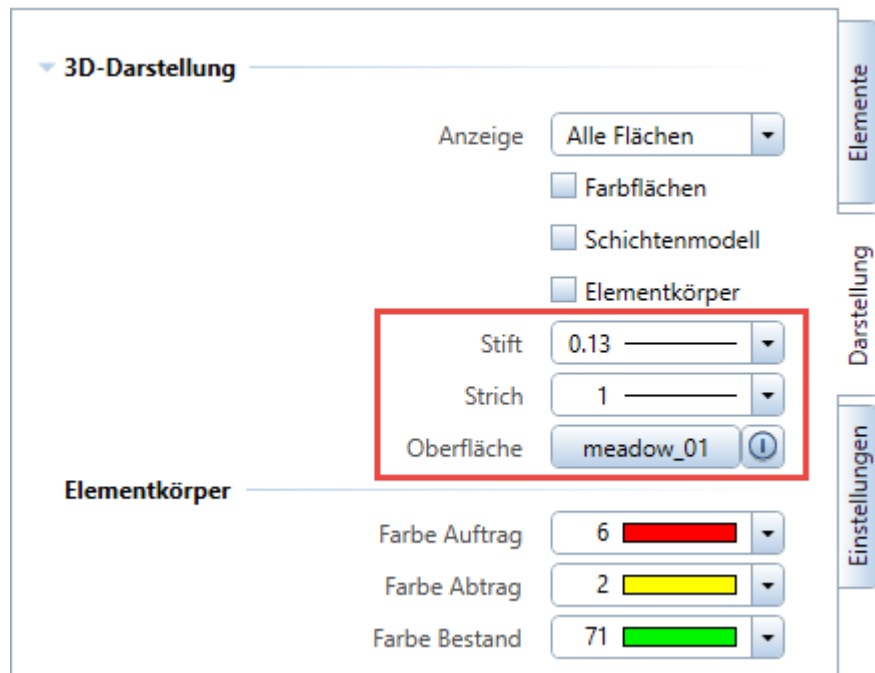 3D-Darstellung
Anzeige Alle Flächen
Farbflächen
Schichtenmodell
Elementkörper
Stift 0.13
Strich 1
Oberfläche meadow_01
Elementkörper
Farbe Auftrag 6
Farbe Abtrag 2
Farbe Bestand 71
Elemente
Darstellung
Einstellungen